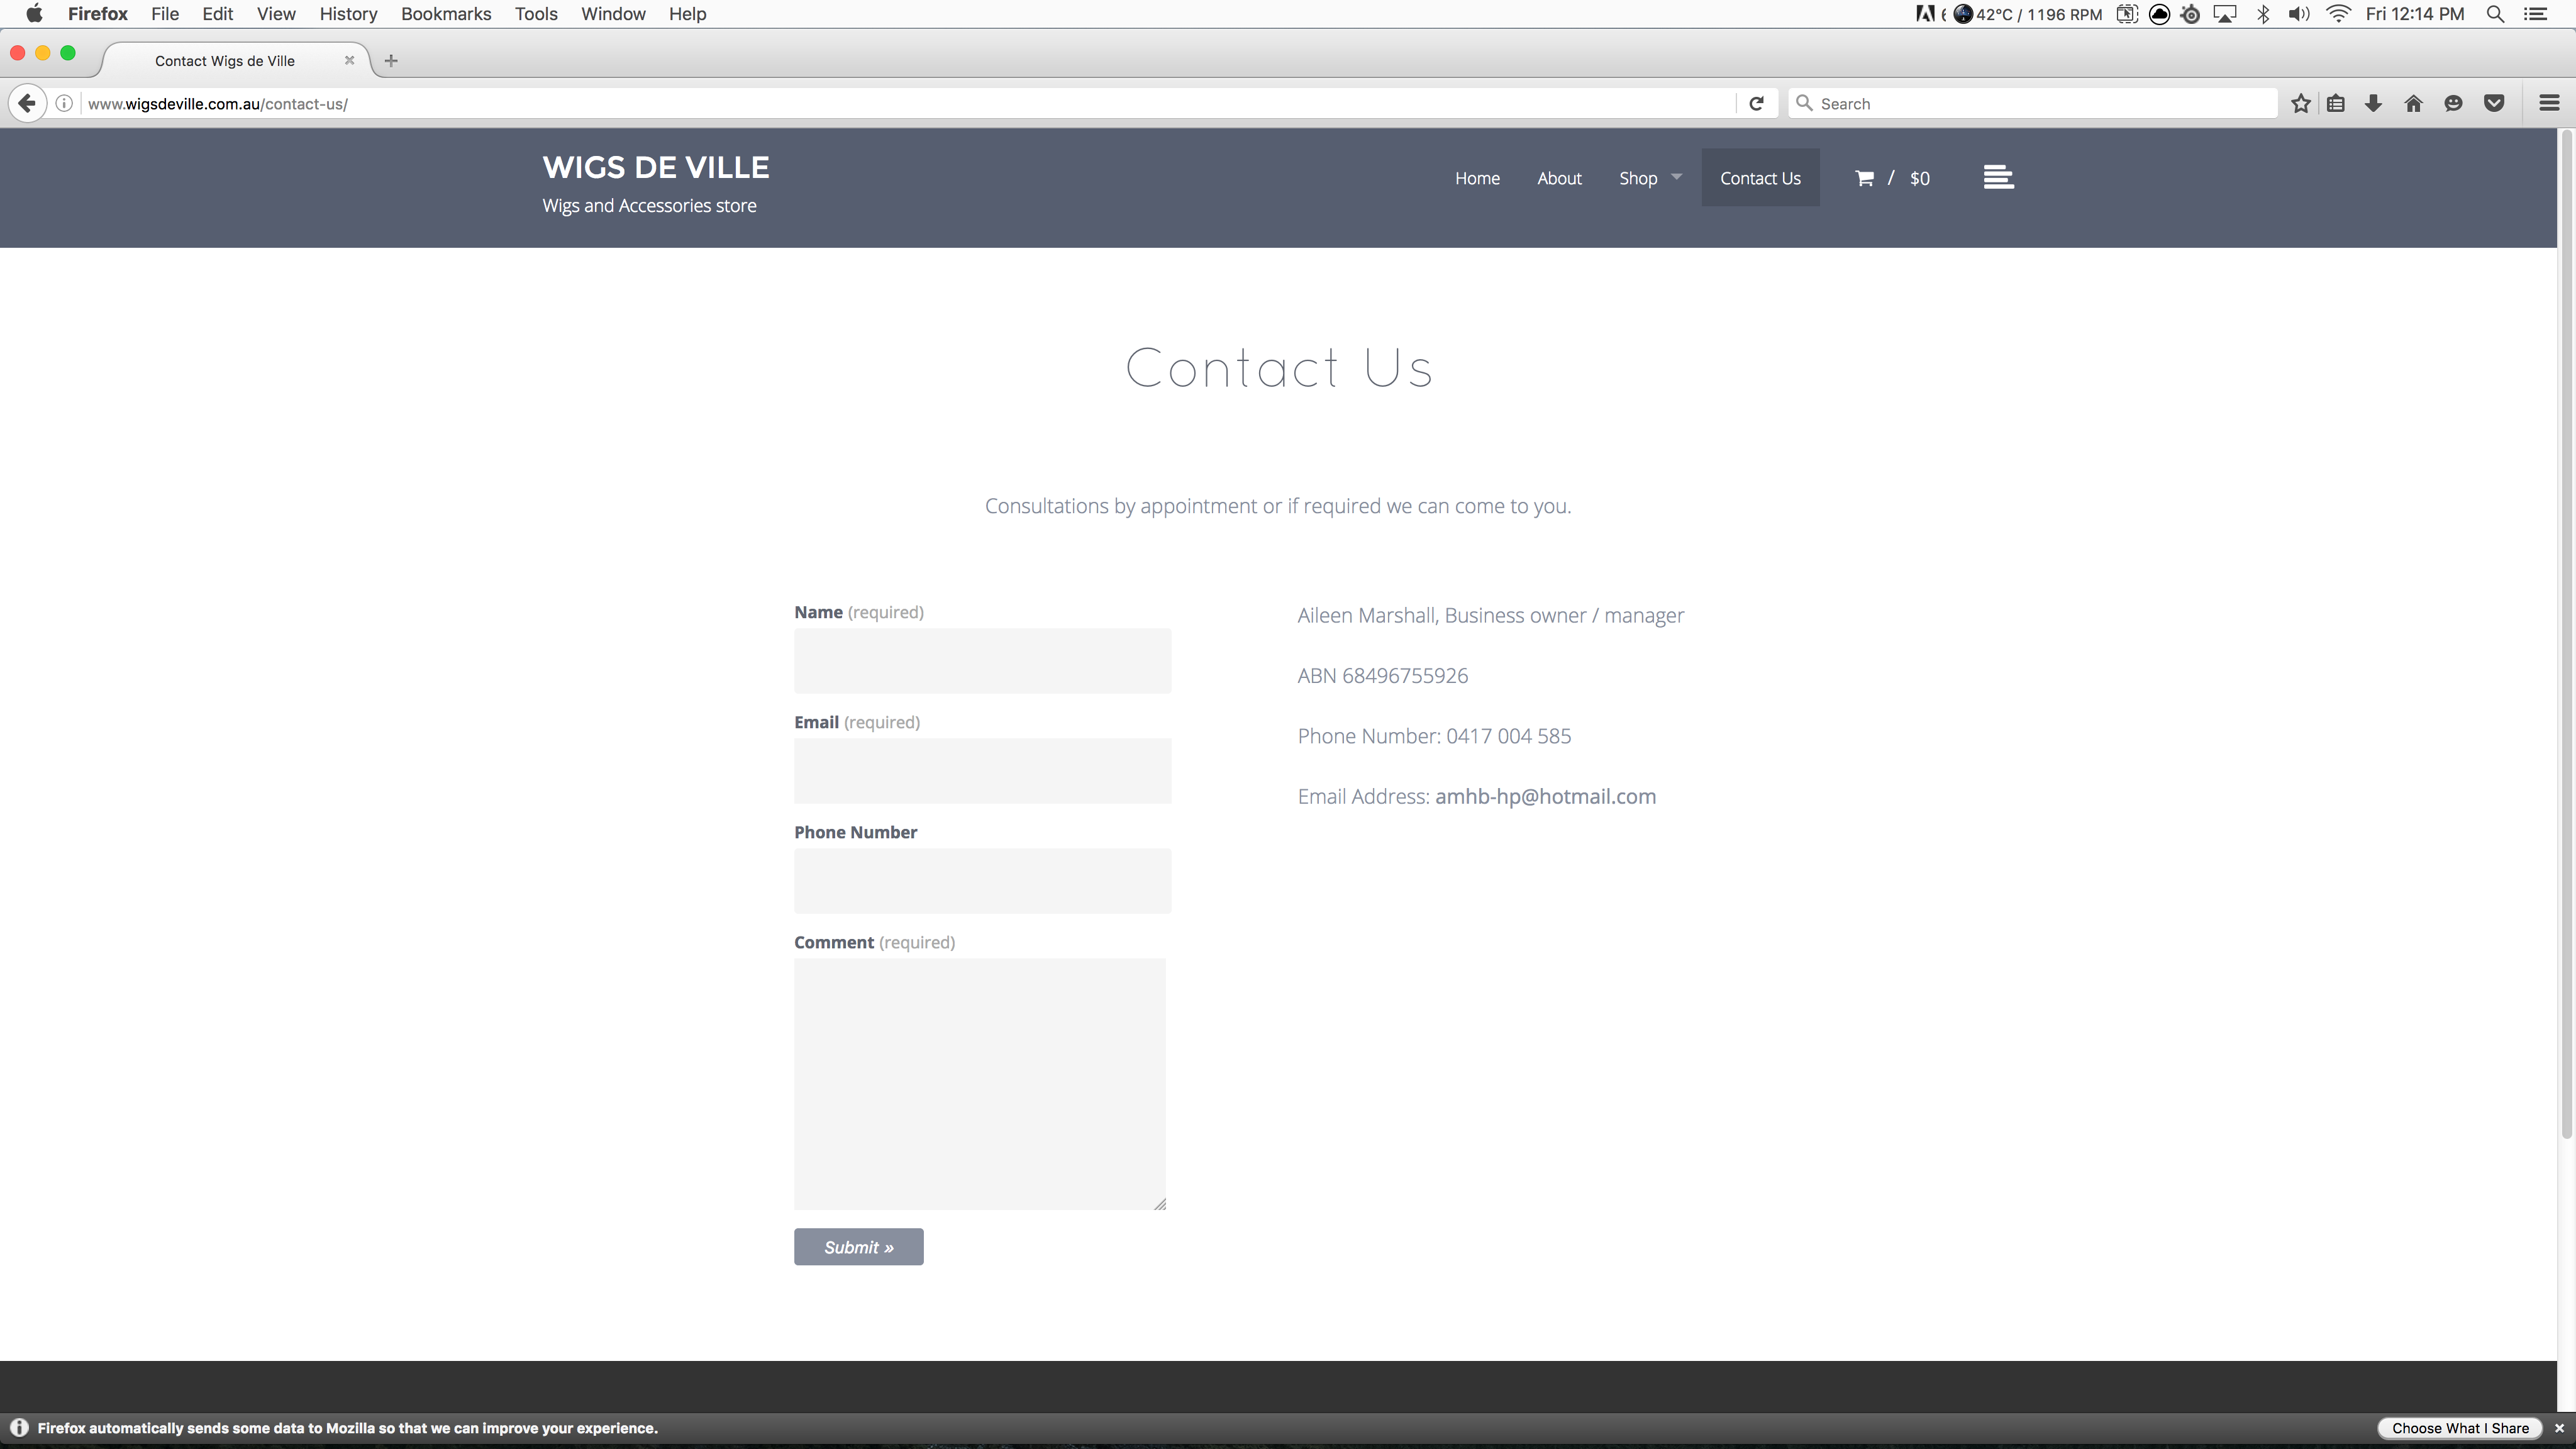 Firefox File Edit View History Bookmarks Tools Window Help 6 42°C / 1196 RPM Fri 12:14 PM
Contact Wigs de Ville
www.wigsdeville.com.au/contact-us/ Search
WIGS DE VILLE
Wigs and Accessories store
Home About Shop Contact Us / $0
Contact Us
Consultations by appointment or if required we can come to you.
Name (required)
Email (required)
Phone Number
Comment (required)
Submit »
Aileen Marshall, Business owner / manager
ABN 68496755926
Phone Number: 0417 004 585
Email Address: amhb-hp@hotmail.com
Firefox automatically sends some data to Mozilla so that we can improve your experience. Choose What I Share